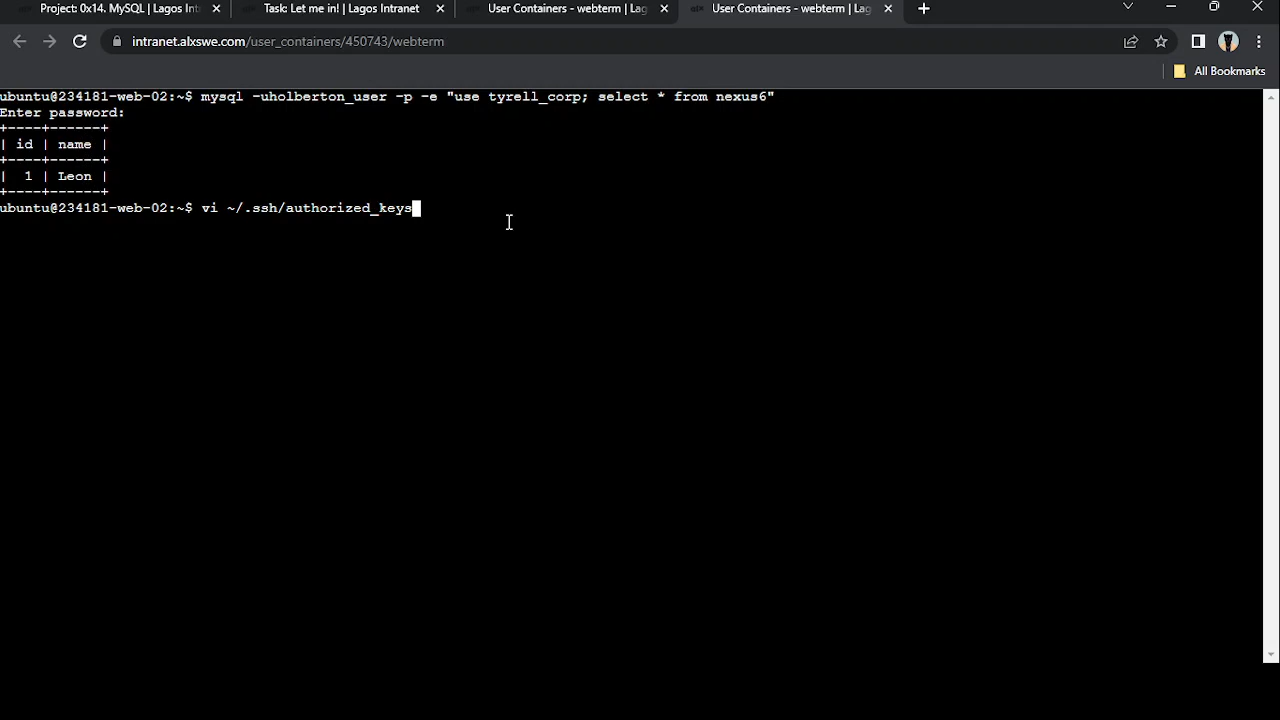 Project: 0x14. MySQL | Lagos Int
Task: Let me in! | Lagos Intranet
User Containers - webterm | Lag
User Containers - webterm | Lag
intranet.alxswe.com/user_containers/450743/webterm
All Bookmarks
ubuntu@234181-web-02:~$ mysql -uholberton_user -p -e "use tyrell_corp; select * from nexus6"
Enter password:
+----+------+
| id | name |
+----+------+
| 1 | Leon |
+----+------+
ubuntu@234181-web-02:~$ vi ~/.ssh/authorized_keys